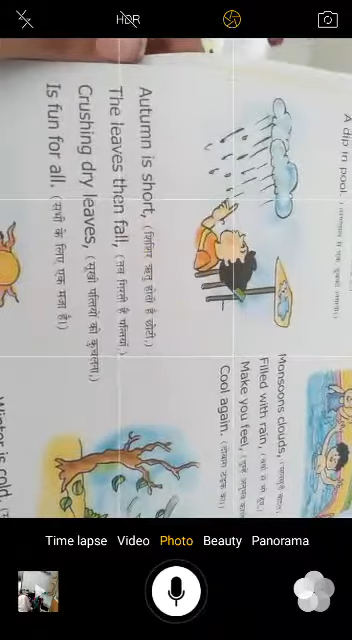 HDR
A dip in pool,
Monsoons clouds,
Filled with rain,
Make you feel,
Cool again.
Autumn is short, (शिशिर ऋतु होती है छोटी,)
The leaves then fall, (तब गिरती हैं पत्तियाँ,)
Crushing dry leaves, (सूखी पत्तियों को कुचलना,)
Is fun for all. (सभी के लिए एक मजा है।)
Winter is cold,
Time lapse Video Photo Beauty Panorama